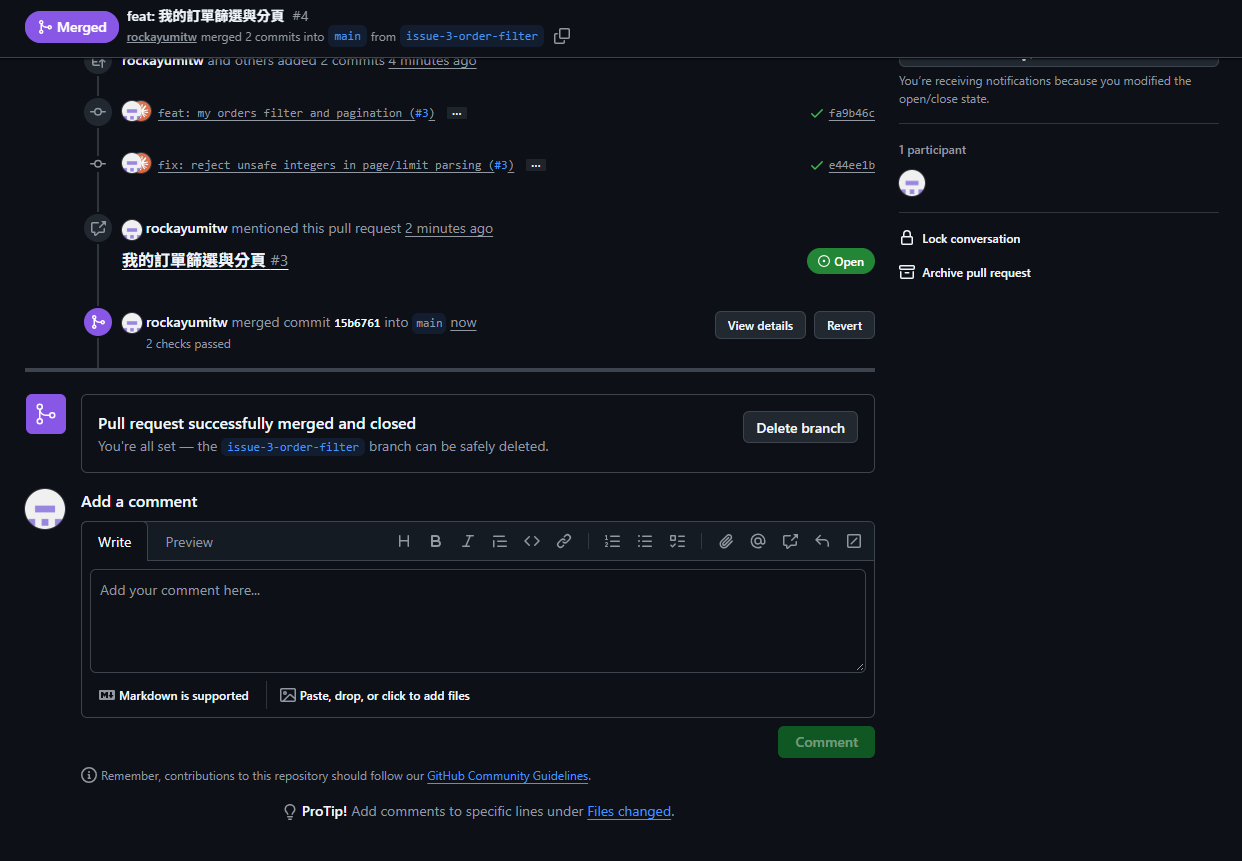 Merged
feat: 我的訂單篩選與分頁 #4
rockayumitw merged 2 commits into main from issue-3-order-filter
rockayumitw and others added 2 commits 4 minutes ago
feat: my orders filter and pagination (#3) ...
fa9b46c
fix: reject unsafe integers in page/limit parsing (#3) ...
e44ee1b
rockayumitw mentioned this pull request 2 minutes ago
我的訂單篩選與分頁 #3
Open
rockayumitw merged commit 15b6761 into main now
2 checks passed
View details
Revert
Pull request successfully merged and closed
You're all set — the issue-3-order-filter branch can be safely deleted.
Delete branch
Add a comment
Write
Preview
Add your comment here...
Markdown is supported
Paste, drop, or click to add files
Comment
Remember, contributions to this repository should follow our GitHub Community Guidelines.
ProTip! Add comments to specific lines under Files changed.
You're receiving notifications because you modified the
open/close state.
1 participant
Lock conversation
Archive pull request